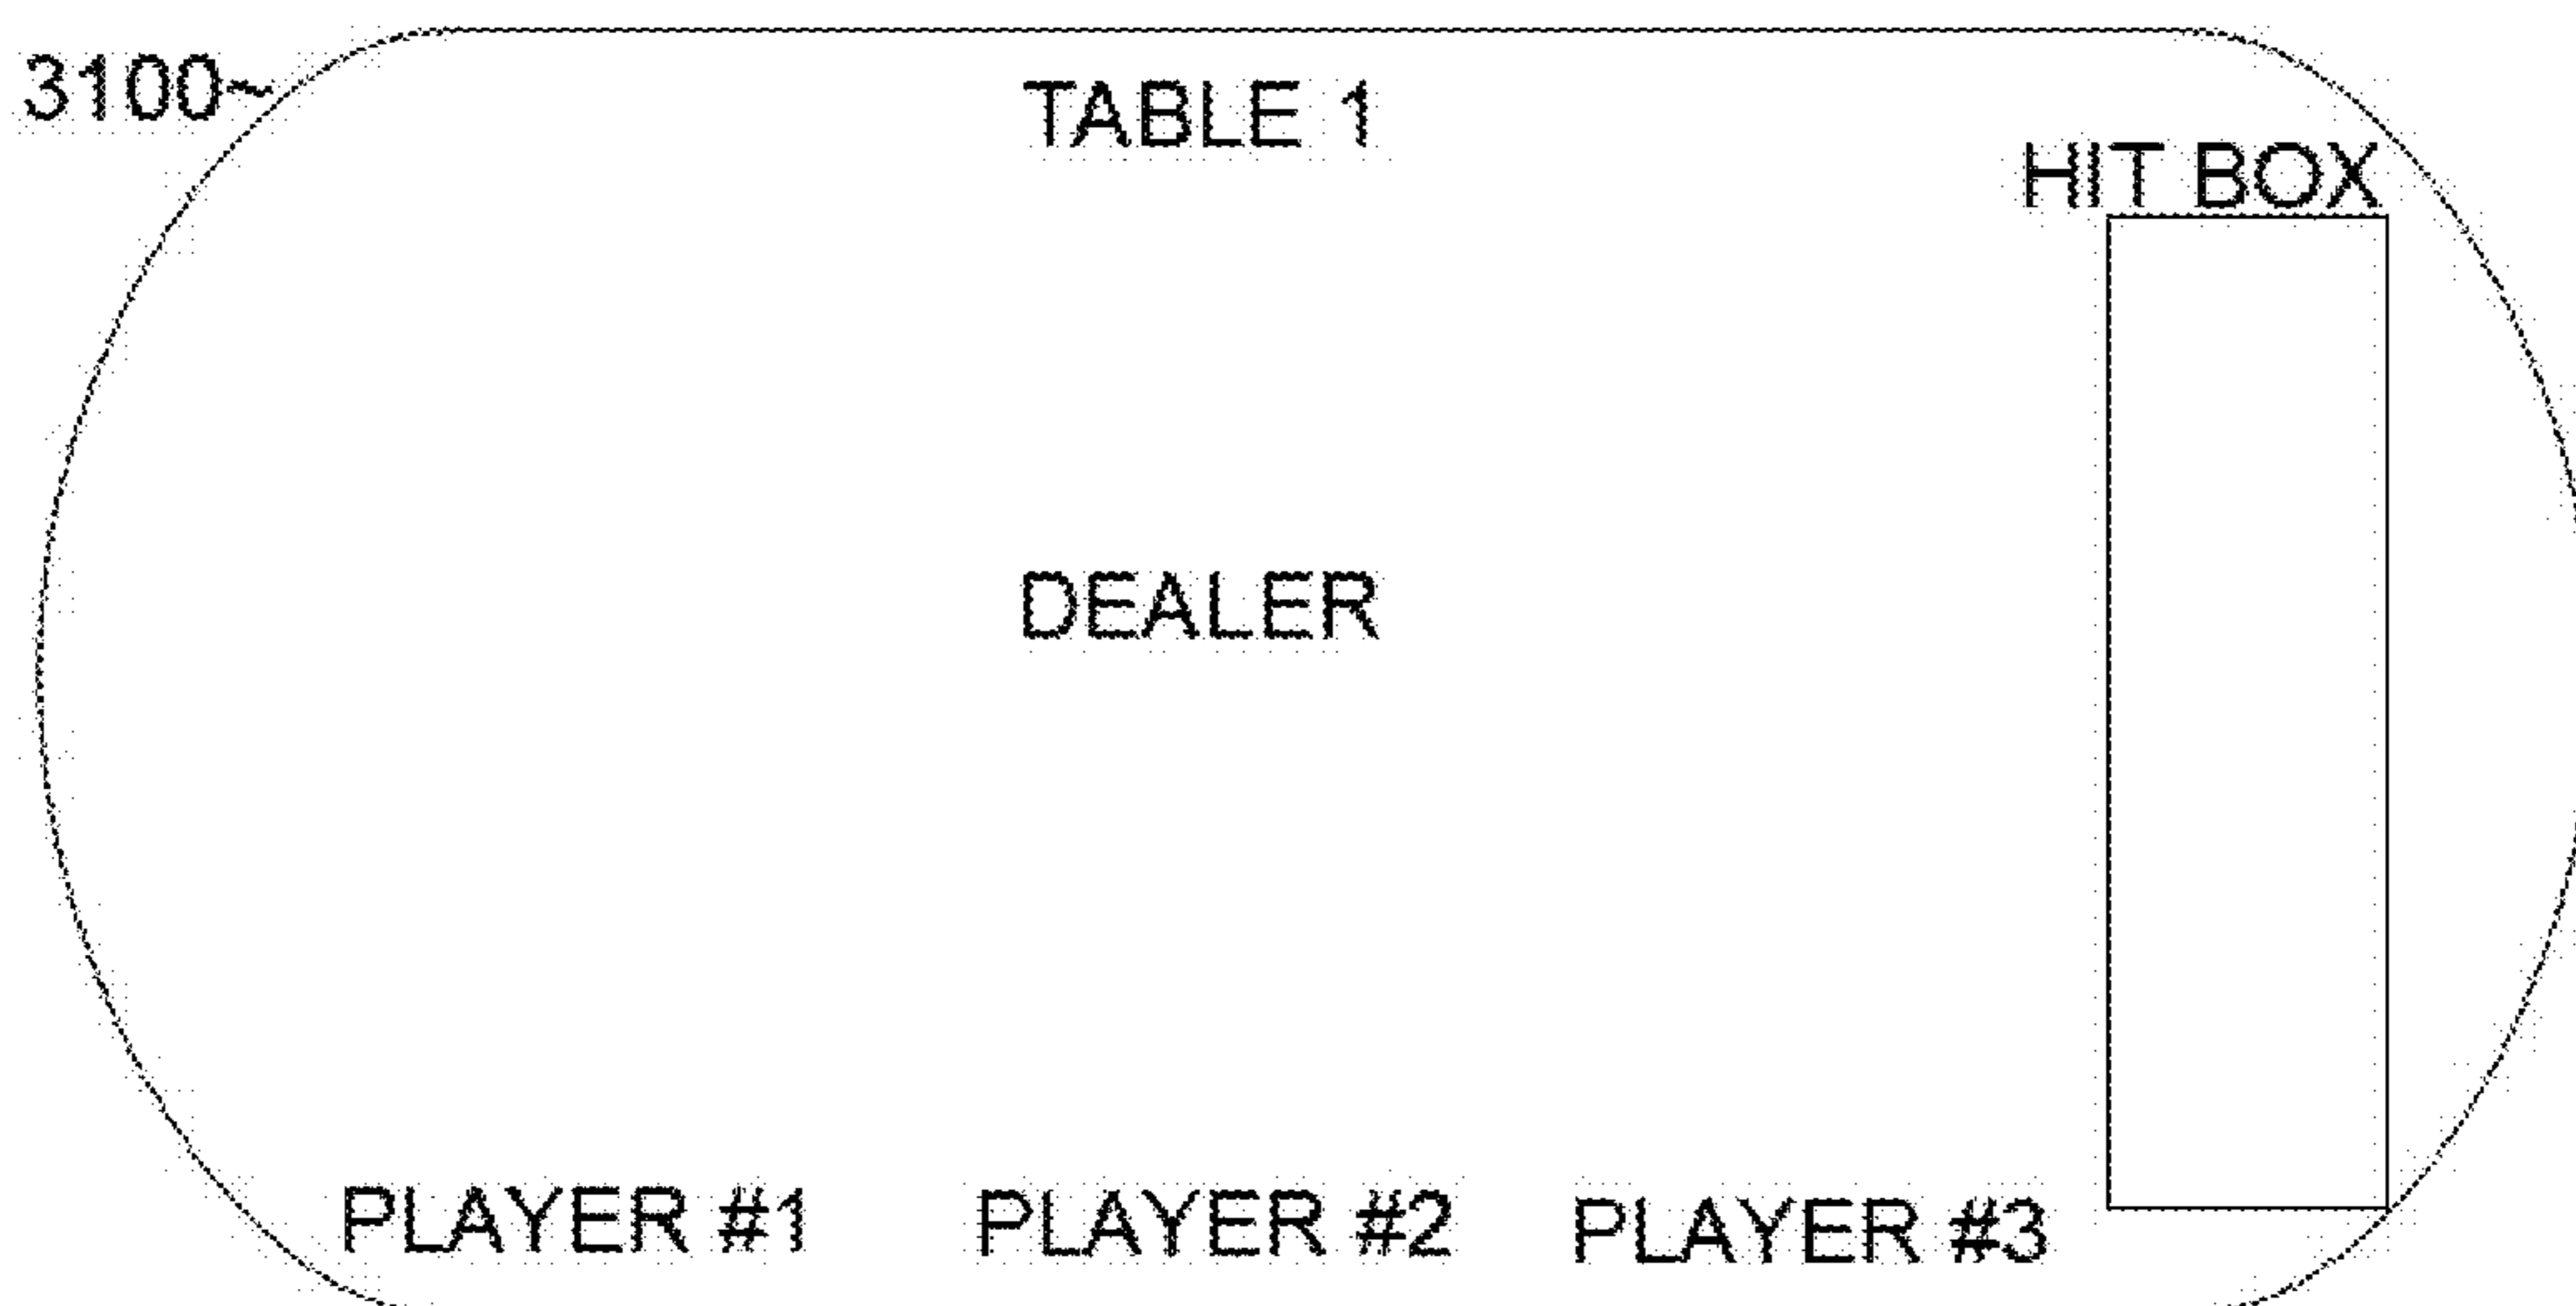 3100~
TABLE 1
HIT BOX
DEALER
PLAYER #1
PLAYER #2
PLAYER #3